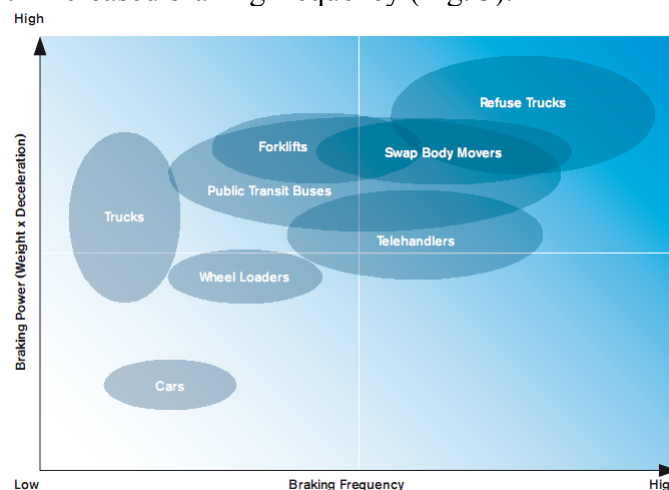 High
Refuse Trucks
Forklifts
Swap Body Movers
Public Transit Buses
Trucks
Telehandlers
Wheel Loaders
Cars
Braking Power (Weight x Deceleration)
Low
Braking Frequency